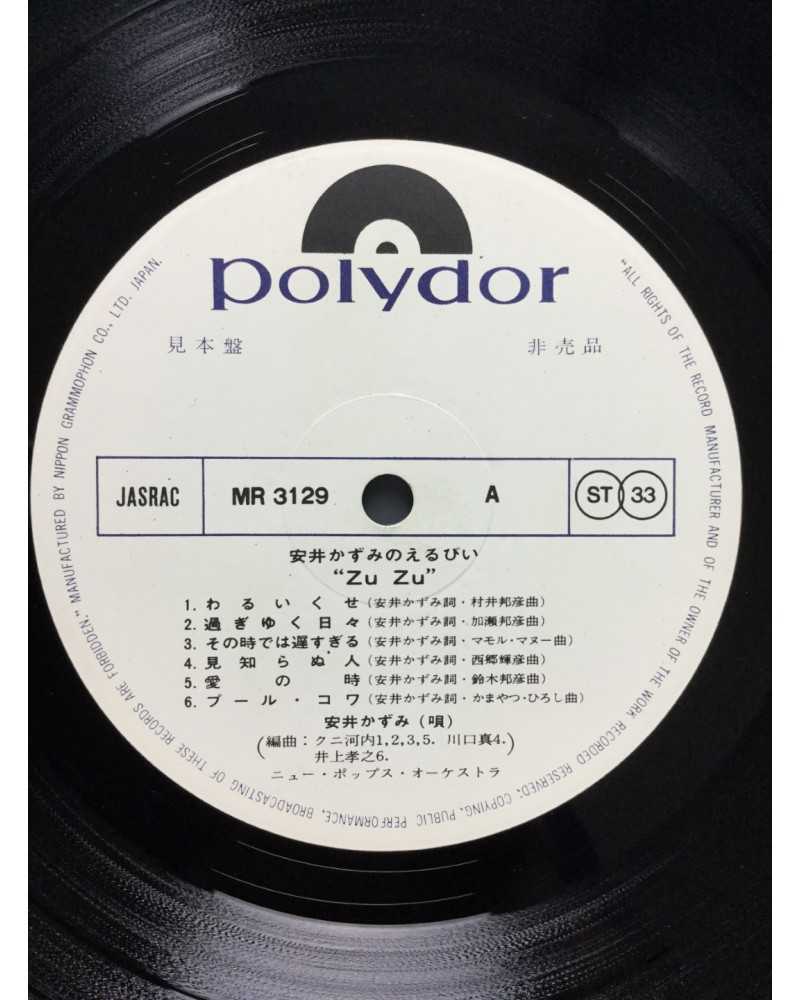 polydor
見本盤 非売品
JASRAC MR 3129 A ST 33
安井かずみのえるぴい
"Zu Zu"
1. わるいくせ (安井かずみ詞・村井邦彦曲)
2. 過ぎゆく日々 (安井かずみ詞・加瀬邦彦曲)
3. その時では遅すぎる (安井かずみ詞・マモル・マヌー曲)
4. 見知らぬ人 (安井かずみ詞・西郷輝彦曲)
5. 愛の時 (安井かずみ詞・鈴木邦彦曲)
6. プール・コワ (安井かずみ詞・かまやつ・ひろし曲)
安井かずみ (唄)
(編曲：クニ河内1,2,3,5. 川口真4.
井上孝之6.)
ニュー・ポップス・オーケストラ
"ALL RIGHTS OF THE RECORD MANUFACTURER AND OF THE OWNER OF THE WORK RECORDED RESERVED; COPYING, PUBLIC PERFORMANCE, BROADCASTING OF THESE RECORDS ARE FORBIDDEN." MANUFACTURED BY NIPPON GRAMMOPHON CO., LTD. JAPAN.